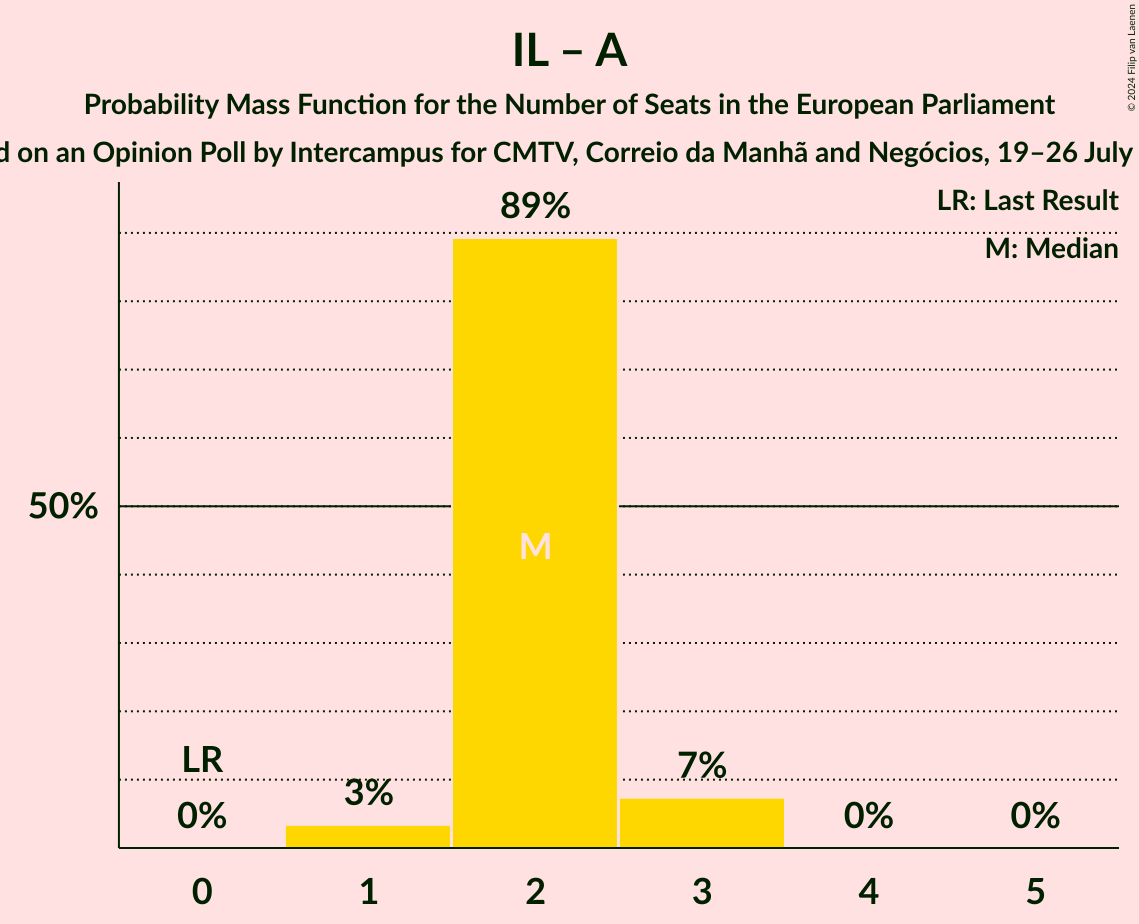 IL – A
Probability Mass Function for the Number of Seats in the European Parliament
on an Opinion Poll by Intercampus for CMTV, Correio da Manhã and Negócios, 19–26 July
© 2024 Filip van Laenen
LR: Last Result
M: Median
89%
50%
M
LR
0%
3%
7%
0%
0%
0 1 2 3 4 5